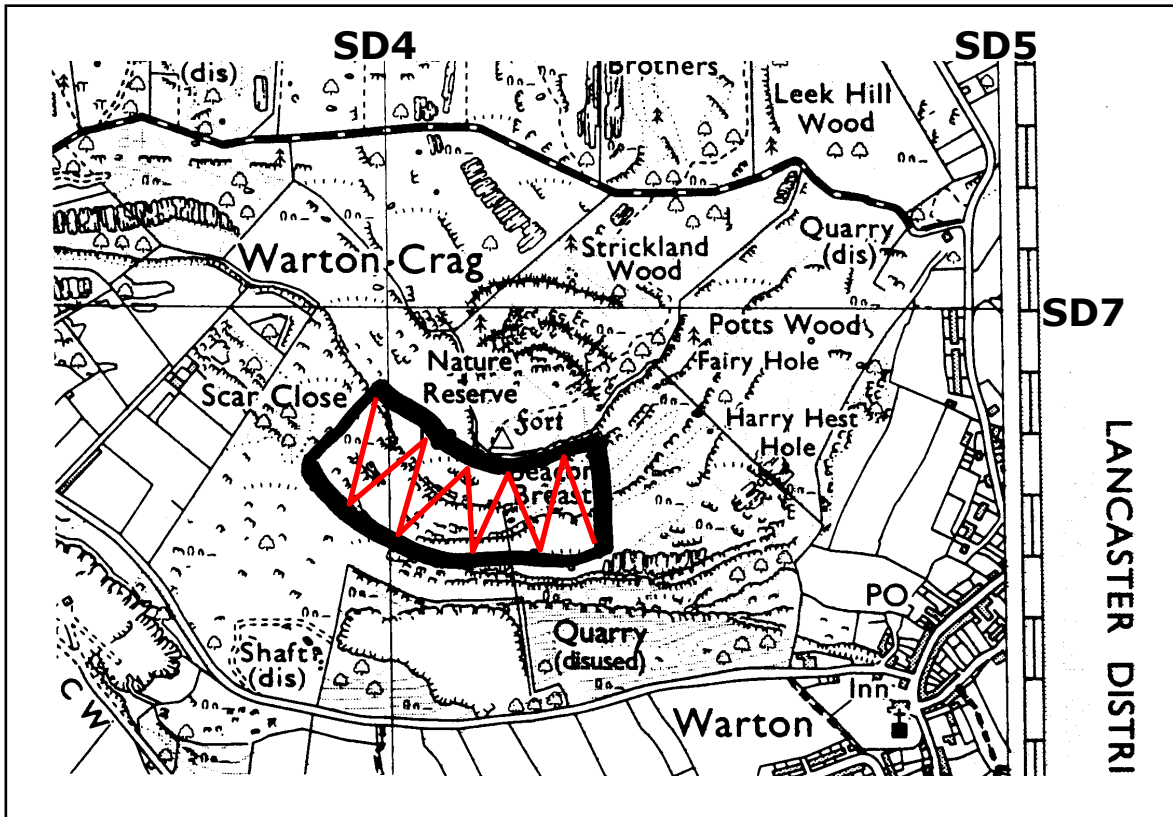 SD4
SD5
(dis)
Brothers
Leek Hill
Wood
Quarry
(dis)
Strickland
Wood
Warton Crag
SD7
Potts Wood
Fairy Hole
Nature
Reserve
Scar Close
fort
Harry Hest
Hole
Beacon
Breast
LANCASTER DISTRI
PO
Quarry
(disused)
Shaft
(dis)
Inn
C W
Warton